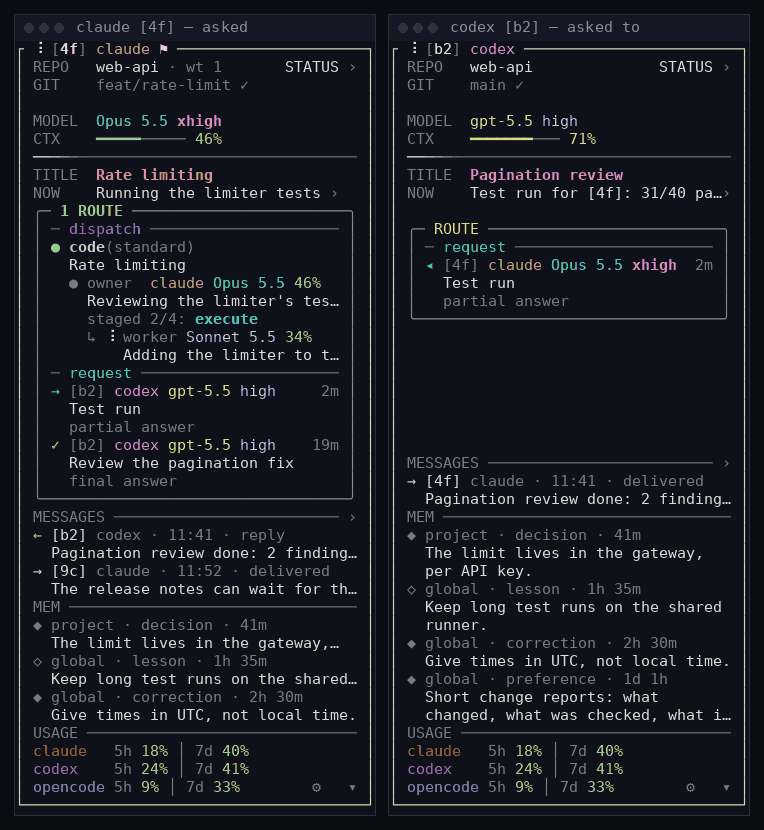 claude [4f] — asked
⠸ [4f] claude ⚑
REPO web-api · wt 1 STATUS ›
GIT feat/rate-limit ✓
MODEL Opus 5.5 xhigh
CTX 46%
TITLE Rate limiting
NOW Running the limiter tests ›
1 ROUTE
dispatch
● code(standard)
Rate limiting
● owner claude Opus 5.5 46%
Reviewing the limiter's tes…
staged 2/4: execute
↳ ⠸ worker Sonnet 5.5 34%
Adding the limiter to t…
request
→ [b2] codex gpt-5.5 high 2m
Test run
partial answer
✓ [b2] codex gpt-5.5 high 19m
Review the pagination fix
final answer
MESSAGES ›
← [b2] codex · 11:41 · reply
Pagination review done: 2 finding…
→ [9c] claude · 11:52 · delivered
The release notes can wait for th…
MEM
◆ project · decision · 41m
The limit lives in the gateway,…
◇ global · lesson · 1h 35m
Keep long test runs on the shared…
◆ global · correction · 2h 30m
Give times in UTC, not local time.
USAGE
claude 5h 18% │ 7d 40%
codex 5h 24% │ 7d 41%
opencode 5h 9% │ 7d 33% ⚙ ▾
codex [b2] — asked to
⠸ [b2] codex
REPO web-api STATUS ›
GIT main ✓
MODEL gpt-5.5 high
CTX 71%
TITLE Pagination review
NOW Test run for [4f]: 31/40 pa…›
ROUTE
request
◂ [4f] claude Opus 5.5 xhigh 2m
Test run
partial answer
MESSAGES ›
→ [4f] claude · 11:41 · delivered
Pagination review done: 2 finding…
MEM
◆ project · decision · 41m
The limit lives in the gateway,
per API key.
◇ global · lesson · 1h 35m
Keep long test runs on the shared
runner.
◆ global · correction · 2h 30m
Give times in UTC, not local time.
◆ global · preference · 1d 1h
Short change reports: what
changed, what was checked, what i…
USAGE
claude 5h 18% │ 7d 40%
codex 5h 24% │ 7d 41%
opencode 5h 9% │ 7d 33% ⚙ ▾